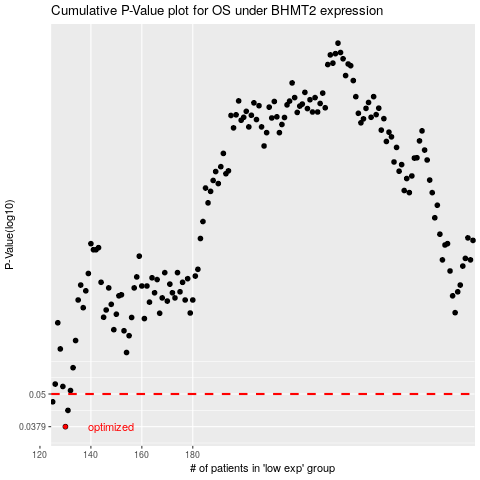 Cumulative P-Value plot for OS under BHMT2 expression
P-Value(log10)
0.05
0.0379
optimized
120
140
160
180
# of patients in 'low exp' group